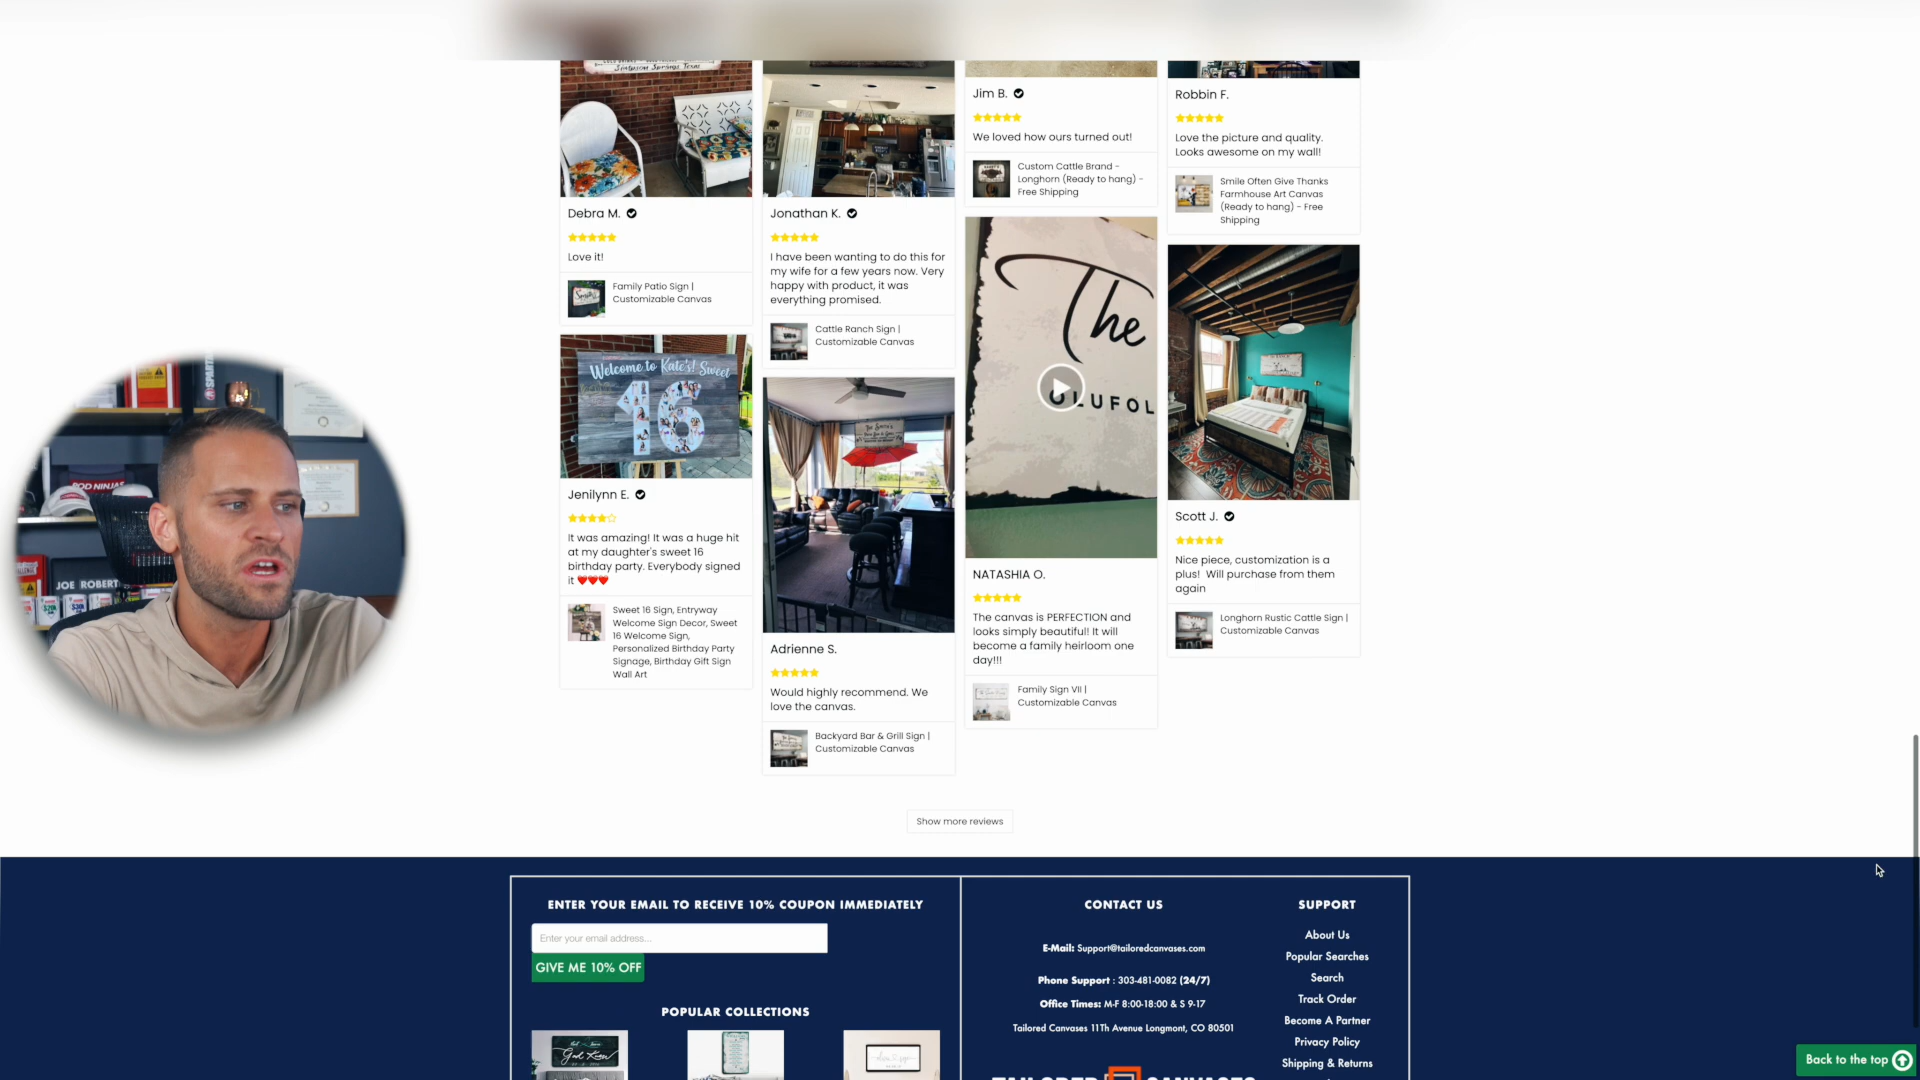 Simpson Springs, Texas
Debra M.
Love it!
Family Patio Sign |
Customizable Canvas
Welcome to Kate's! Sweet
16
Jenilynn E.
It was amazing! It was a huge hit
at my daughter's sweet 16
birthday party. Everybody signed
it ❤❤❤
Sweet 16 Sign, Entryway
Welcome Sign Decor, Sweet
16 Welcome Sign,
Personalized Birthday Party
Signage, Birthday Gift Sign
Wall Art
Jonathan K.
I have been wanting to do this for
my wife for a few years now. Very
happy with product, it was
everything promised.
Cattle Ranch Sign |
Customizable Canvas
Adrienne S.
Would highly recommend. We
love the canvas.
Backyard Bar & Grill Sign |
Customizable Canvas
Jim B.
We loved how ours turned out!
Custom Cattle Brand -
Longhorn (Ready to hang) -
Free Shipping
The
OLUFOL
NATASHIA O.
The canvas is PERFECTION and
looks simply beautiful! It will
become a family heirloom one
day!!!
Family Sign VII |
Customizable Canvas
Robbin F.
Love the picture and quality.
Looks awesome on my wall!
Smile Often Give Thanks
Farmhouse Art Canvas
(Ready to hang) - Free
Shipping
Scott J.
Nice piece, customization is a
plus! Will purchase from them
again
Longhorn Rustic Cattle Sign |
Customizable Canvas
SPARTA
POD NINJAS
JOE ROBERT
Show more reviews
ENTER YOUR EMAIL TO RECEIVE 10% COUPON IMMEDIATELY
Enter your email address...
GIVE ME 10% OFF
POPULAR COLLECTIONS
CONTACT US
E-Mail: Support@tailoredcanvases.com
Phone Support : 303-481-0082 (24/7)
Office Times: M-F 8:00-18:00 & S 9-17
Tailored Canvases 11Th Avenue Longmont, CO 80501
TAILORED CANVASES
SUPPORT
About Us
Popular Searches
Search
Track Order
Become A Partner
Privacy Policy
Shipping & Returns
Back to the top